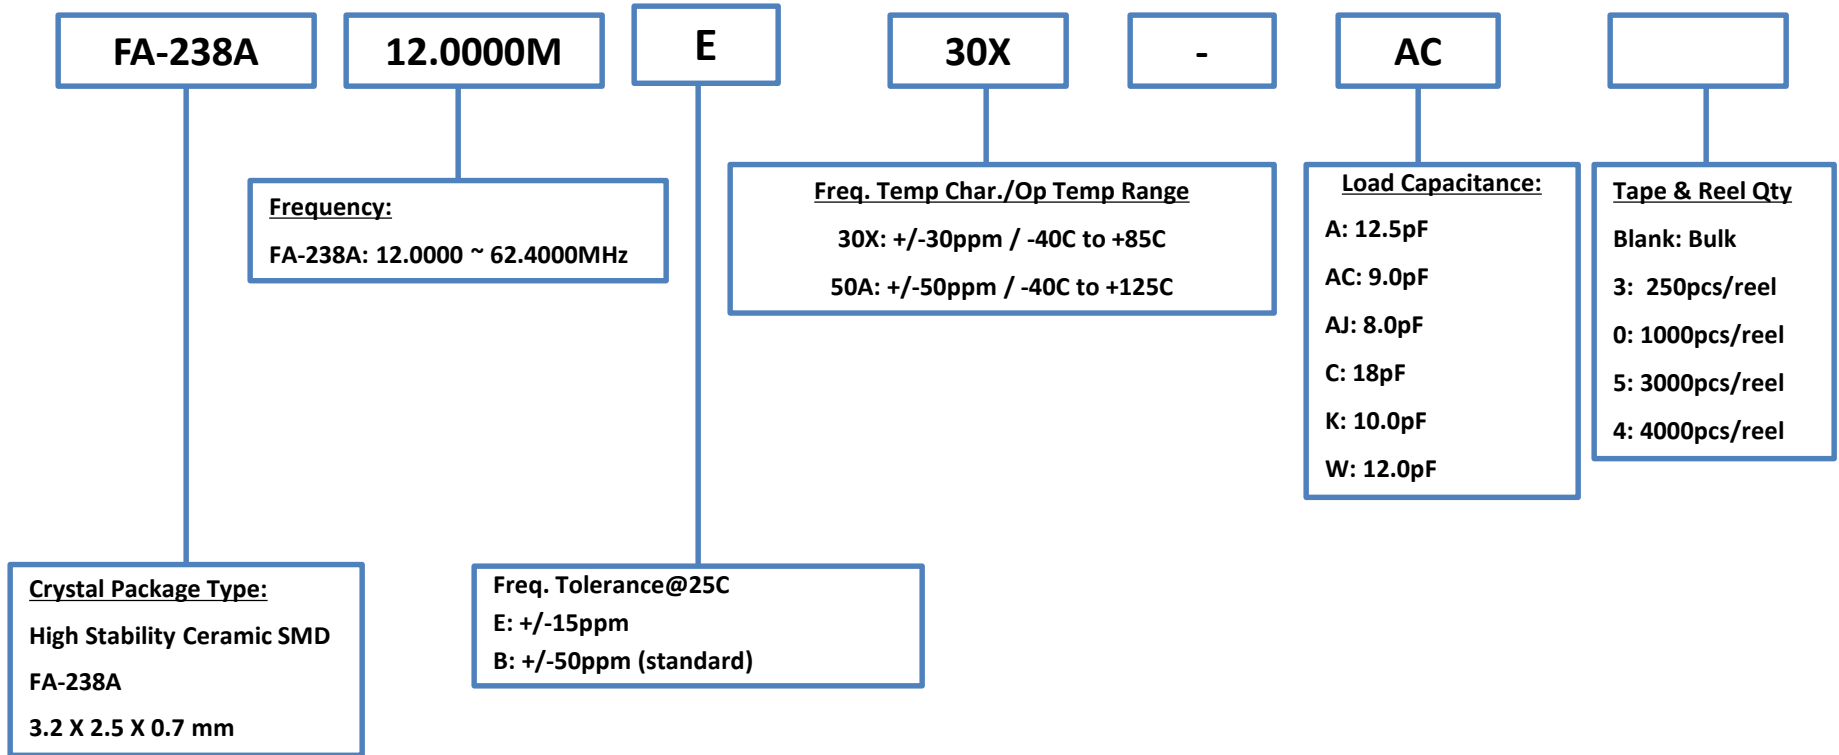 FA-238A
12.0000M
E
30X
-
AC
Frequency:
FA-238A: 12.0000 ~ 62.4000MHz
Freq. Temp Char./Op Temp Range
30X: +/-30ppm / -40C to +85C
50A: +/-50ppm / -40C to +125C
Load Capacitance:
A: 12.5pF
AC: 9.0pF
AJ: 8.0pF
C: 18pF
K: 10.0pF
W: 12.0pF
Tape & Reel Qty
Blank: Bulk
3:  250pcs/reel
0: 1000pcs/reel
5: 3000pcs/reel
4: 4000pcs/reel
Crystal Package Type:
High Stability Ceramic SMD
FA-238A
3.2 X 2.5 X 0.7 mm
Freq. Tolerance@25C
E: +/-15ppm
B: +/-50ppm (standard)